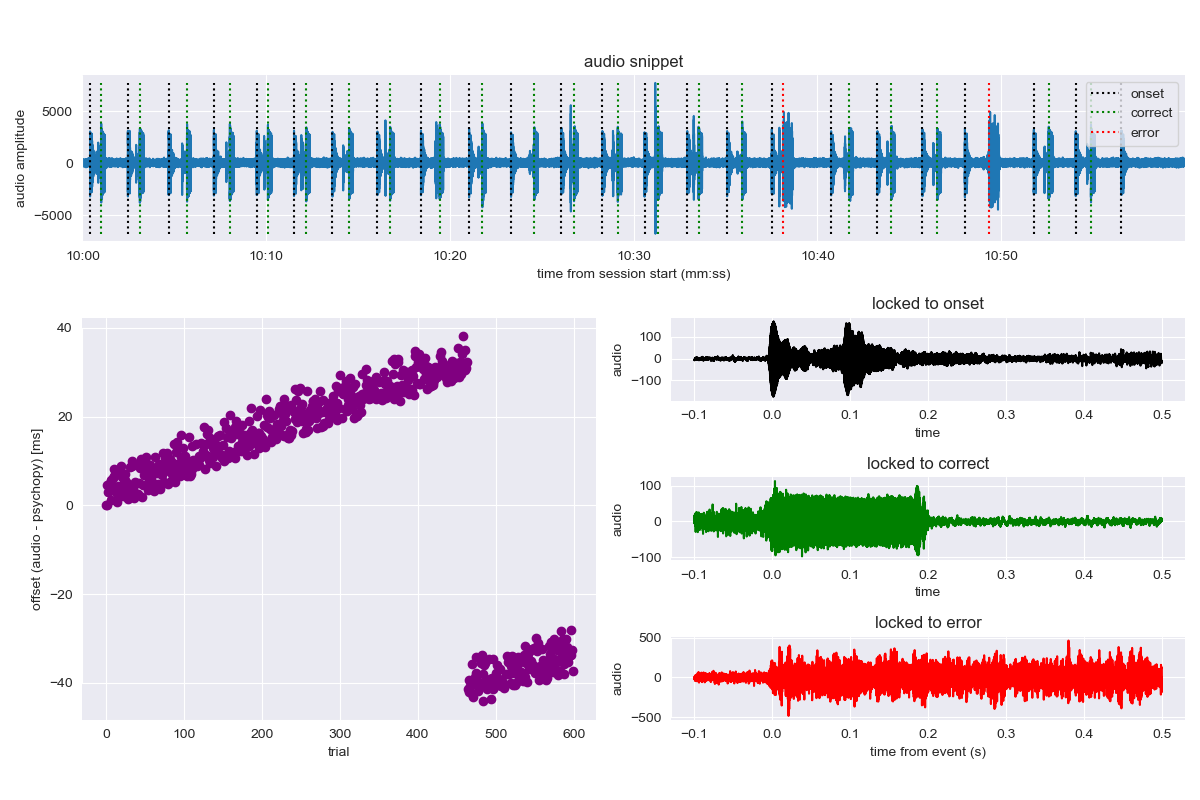 audio snippet
audio amplitude
5000
0
−5000
onset
correct
error
10:00 10:10 10:20 10:30 10:40 10:50
time from session start (mm:ss)
offset (audio - psychopy) [ms]
40
20
0
−20
−40
0 100 200 300 400 500 600
trial
locked to onset
audio
100
0
−100
−0.1 0.0 0.1 0.2 0.3 0.4 0.5
time
locked to correct
audio
100
0
−100
−0.1 0.0 0.1 0.2 0.3 0.4 0.5
time
locked to error
audio
500
0
−500
−0.1 0.0 0.1 0.2 0.3 0.4 0.5
time from event (s)